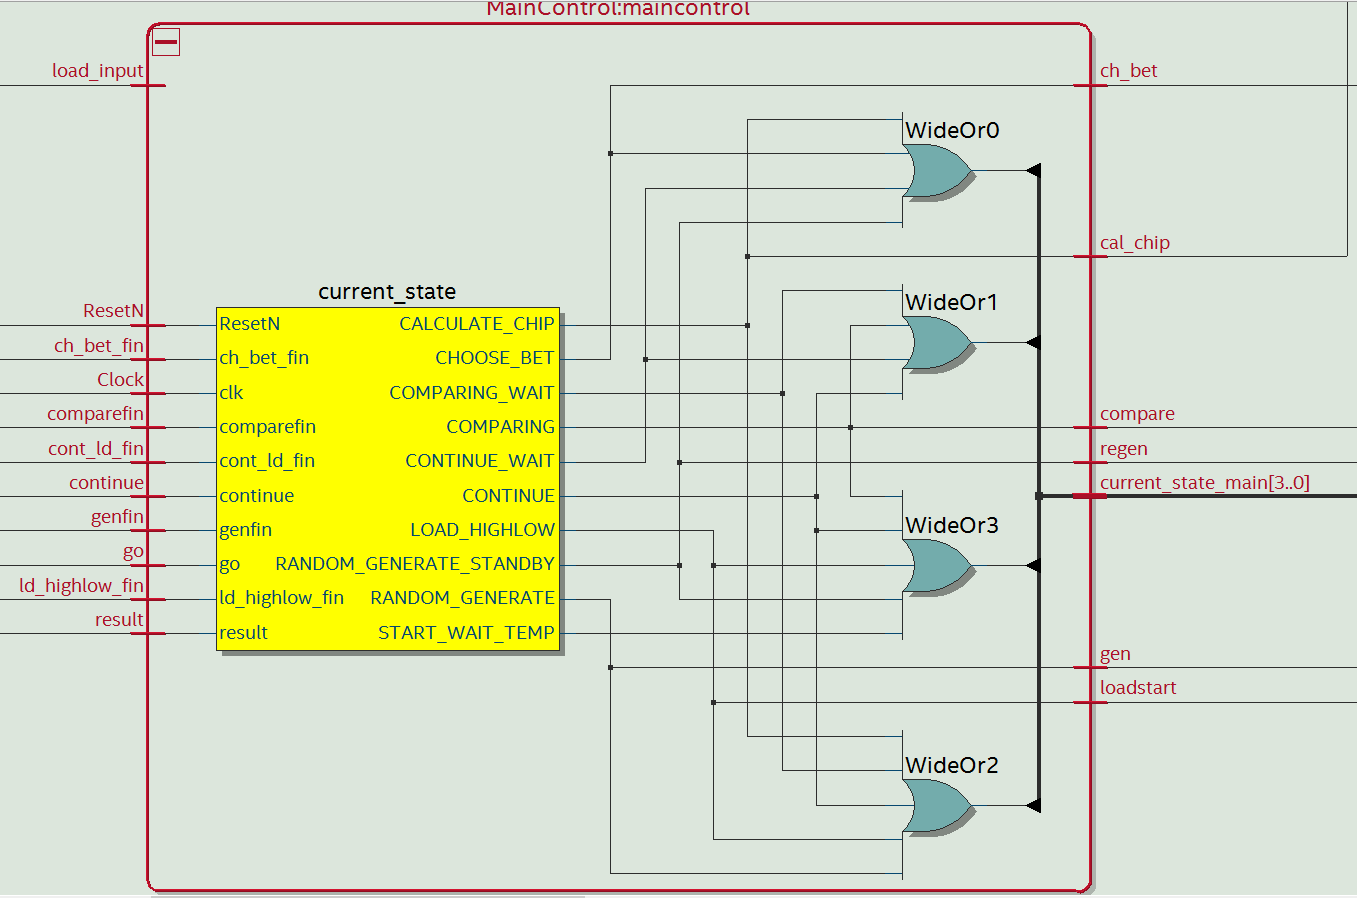 MainControl:maincontrol
load_input
ch_bet
WideOr0
cal_chip
current_state
WideOr1
ResetN
ResetN
CALCULATE_CHIP
ch_bet_fin
ch_bet_fin
CHOOSE_BET
Clock
clk
COMPARING_WAIT
comparefin
comparefin
COMPARING
compare
cont_ld_fin
cont_ld_fin
CONTINUE_WAIT
regen
continue
continue
CONTINUE
current_state_main[3..0]
genfin
genfin
LOAD_HIGHLOW
WideOr3
go
go
RANDOM_GENERATE_STANDBY
ld_highlow_fin
ld_highlow_fin
RANDOM_GENERATE
result
result
START_WAIT_TEMP
gen
loadstart
WideOr2